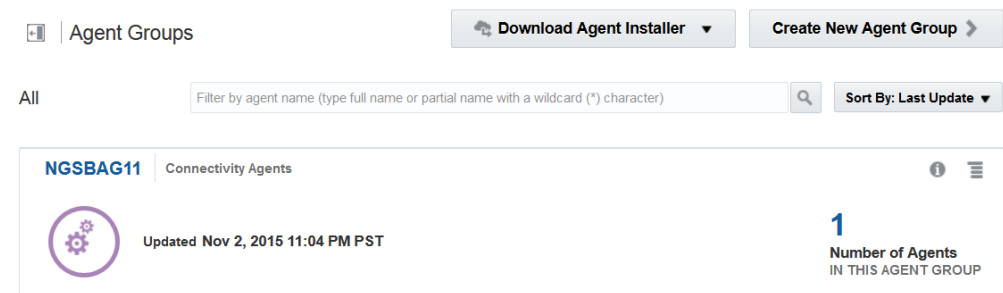 Agent Groups
Download Agent Installer
Create New Agent Group
All
Filter by agent name (type full name or partial name with a wildcard (*) character)
Sort By: Last Update
NGSBAG11
Connectivity Agents
Updated Nov 2, 2015 11:04 PM PST
1
Number of Agents
IN THIS AGENT GROUP